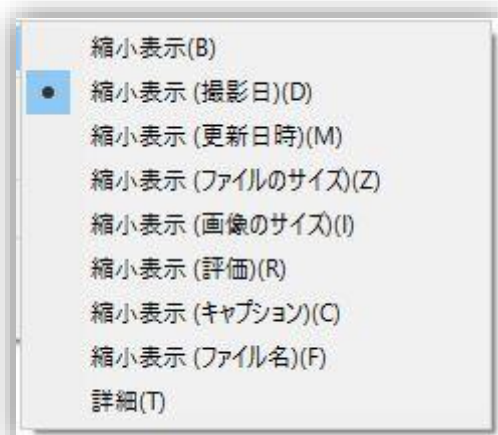 縮小表示(B)
縮小表示 (撮影日)(D)
縮小表示 (更新日時)(M)
縮小表示 (ファイルのサイズ)(Z)
縮小表示 (画像のサイズ)(I)
縮小表示 (評価)(R)
縮小表示 (キャプション)(C)
縮小表示 (ファイル名)(F)
詳細(T)